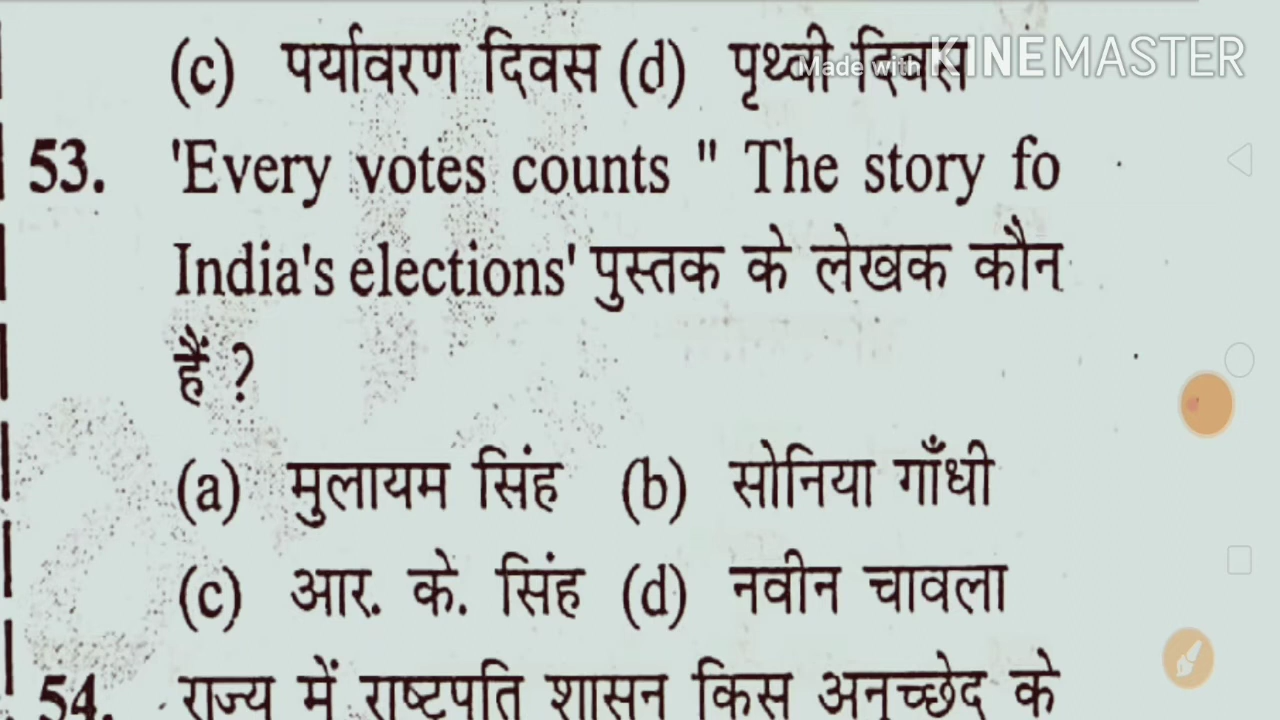 (c) पर्यावरण दिवस (d) पृथ्वी दिवस
Made with KINEMASTER
53. 'Every votes counts " The story fo
India's elections' पुस्तक के लेखक कौन
हैं ?
(a) मुलायम सिंह (b) सोनिया गाँधी
(c) आर. के. सिंह (d) नवीन चावला
54. राज्य में राष्टपति शासन किस अनुच्छेद के